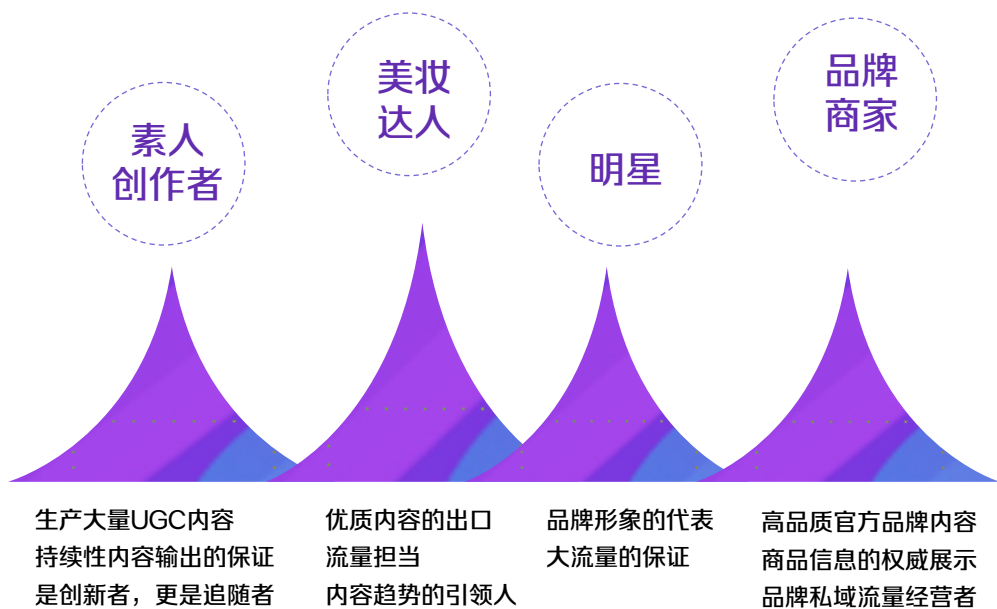 素人
创作者
美妆
达人
明星
品牌
商家
生产大量UGC内容
持续性内容输出的保证
是创新者，更是追随者
优质内容的出口
流量担当
内容趋势的引领人
品牌形象的代表
大流量的保证
高品质官方品牌内容
商品信息的权威展示
品牌私域流量经营者